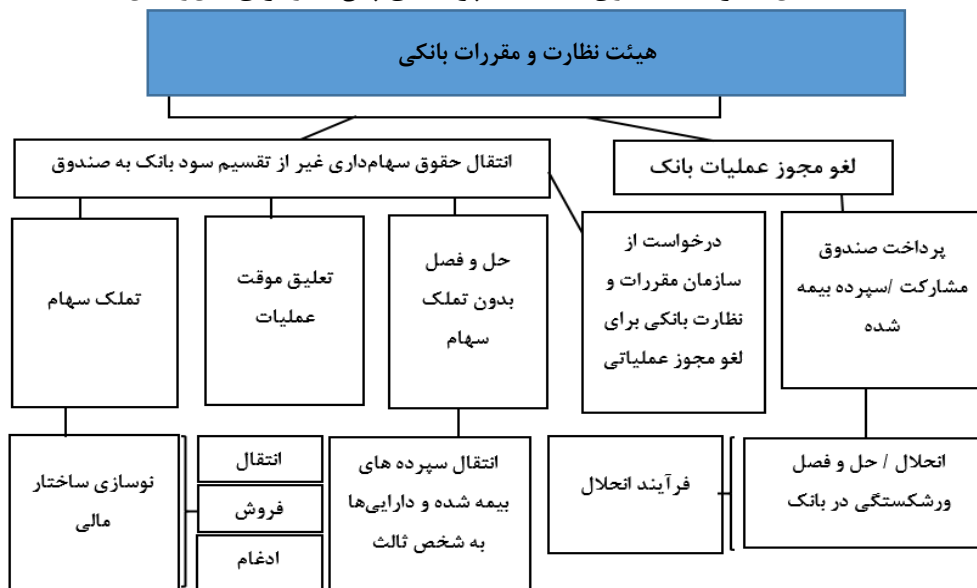 هیئت نظارت و مقررات بانکی
لغو مجوز عملیات بانک
انتقال حقوق سهام‌داری غیر از تقسیم سود بانک به صندوق
پرداخت صندوق
مشارکت /سپرده بیمه
شده
درخواست از
سازمان مقررات و
نظارت بانکی برای
لغو مجوز عملیاتی
حل و فصل
بدون تملک
سهام
تعلیق موقت
عملیات
تملک سهام
انحلال / حل و فصل
ورشکستگی در بانک
فرآیند انحلال
انتقال سپرده های
بیمه شده و دارایی‌ها
به شخص ثالث
انتقال
فروش
ادغام
نوسازی ساختار
مالی